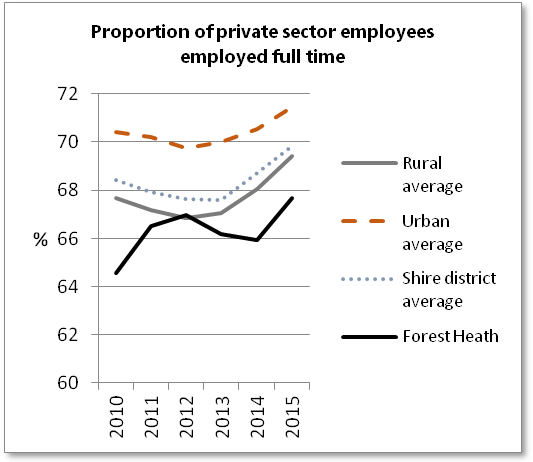 Proportion of private sector employees
employed full time
72
70
68
66
64
62
60
%
2010
2011
2012
2013
2014
2015
Rural
average
Urban
average
Shire district
average
Forest Heath